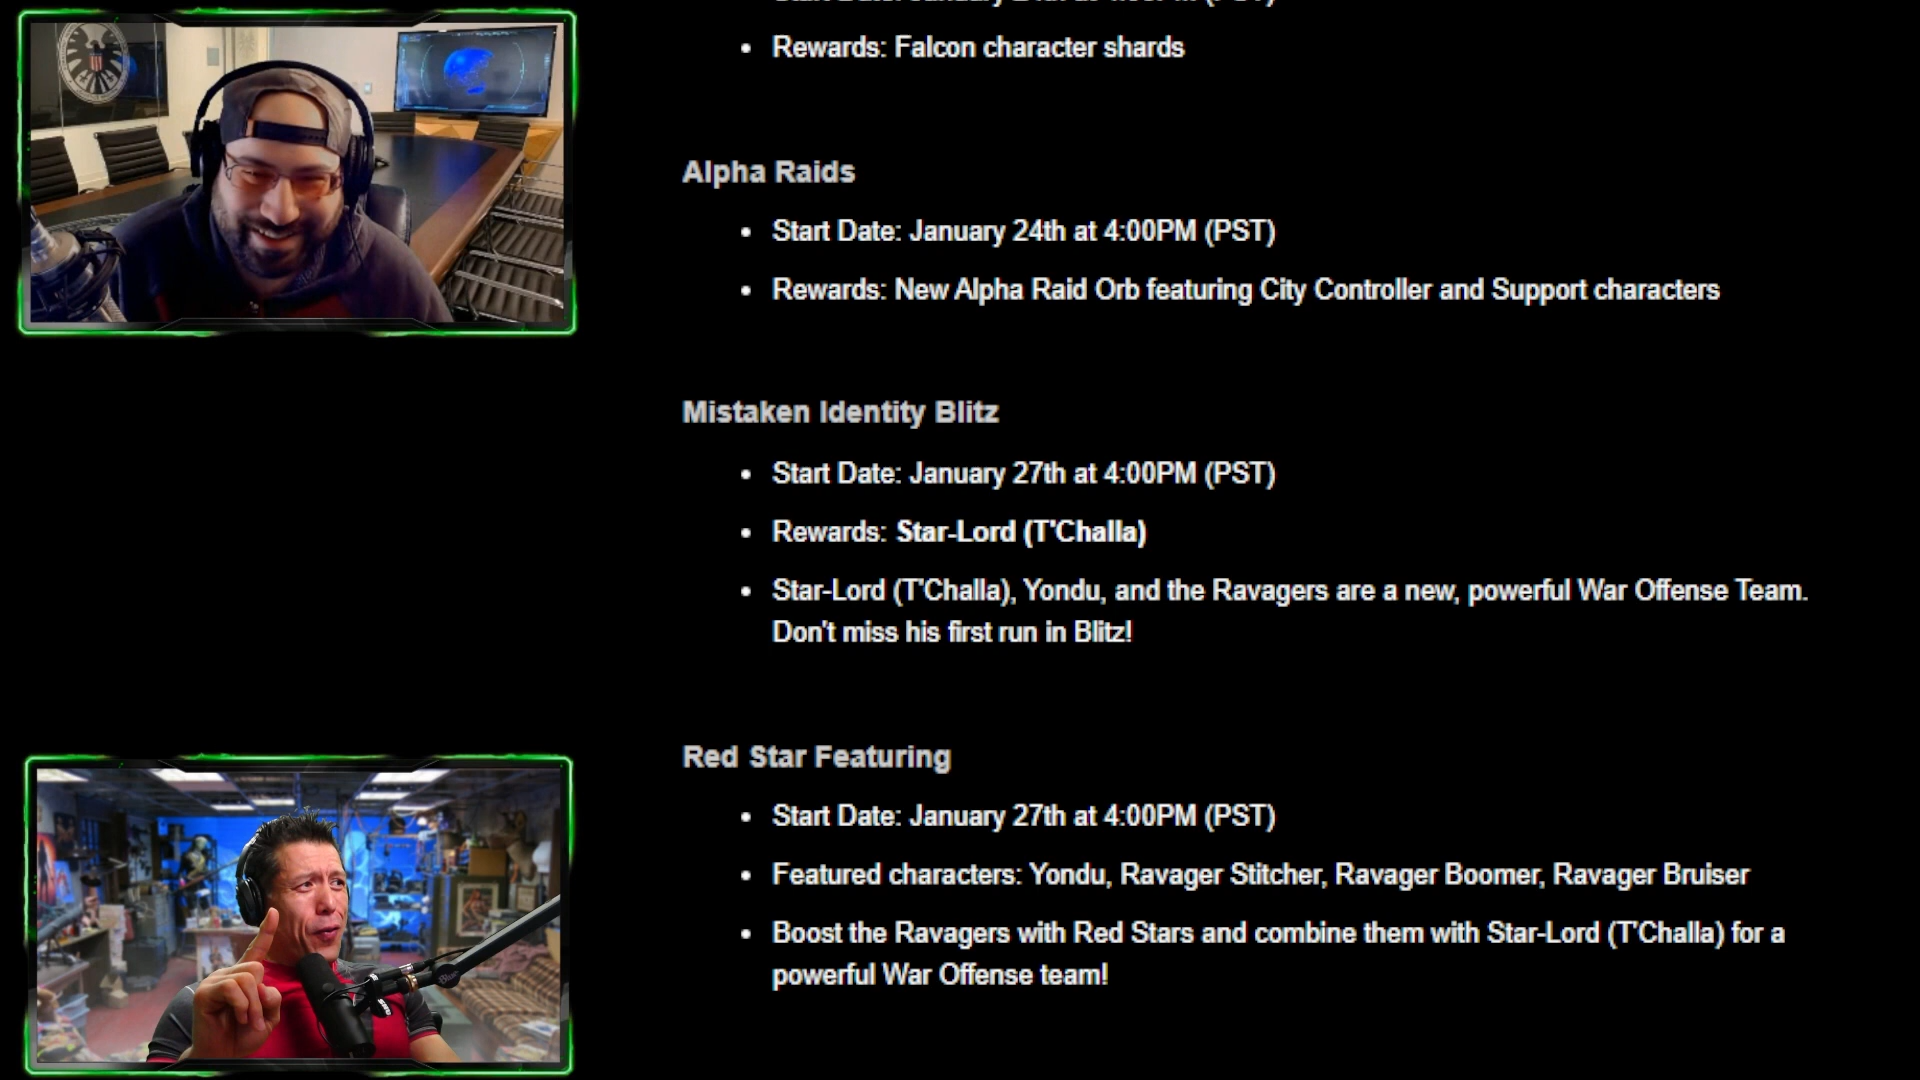 Rewards: Falcon character shards
Alpha Raids
Start Date: January 24th at 4:00PM (PST)
Rewards: New Alpha Raid Orb featuring City Controller and Support characters
Mistaken Identity Blitz
Start Date: January 27th at 4:00PM (PST)
Rewards: Star-Lord (T'Challa)
Star-Lord (T'Challa), Yondu, and the Ravagers are a new, powerful War Offense Team.
Don't miss his first run in Blitz!
Red Star Featuring
Start Date: January 27th at 4:00PM (PST)
Featured characters: Yondu, Ravager Stitcher, Ravager Boomer, Ravager Bruiser
Boost the Ravagers with Red Stars and combine them with Star-Lord (T'Challa) for a
powerful War Offense team!